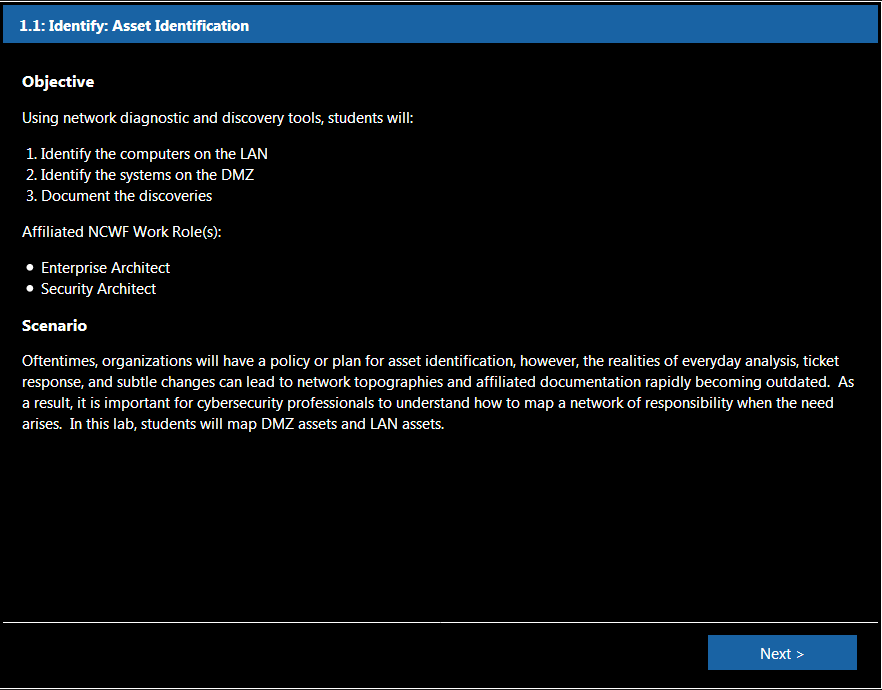 1.1: Identify: Asset Identification
Objective
Using network diagnostic and discovery tools, students will:
1. Identify the computers on the LAN
2. Identify the systems on the DMZ
3. Document the discoveries
Affiliated NCWF Work Role(s):
● Enterprise Architect
● Security Architect
Scenario
Oftentimes, organizations will have a policy or plan for asset identification, however, the realities of everyday analysis, ticket
response, and subtle changes can lead to network topographies and affiliated documentation rapidly becoming outdated.  As
a result, it is important for cybersecurity professionals to understand how to map a network of responsibility when the need
arises.  In this lab, students will map DMZ assets and LAN assets.
Next >